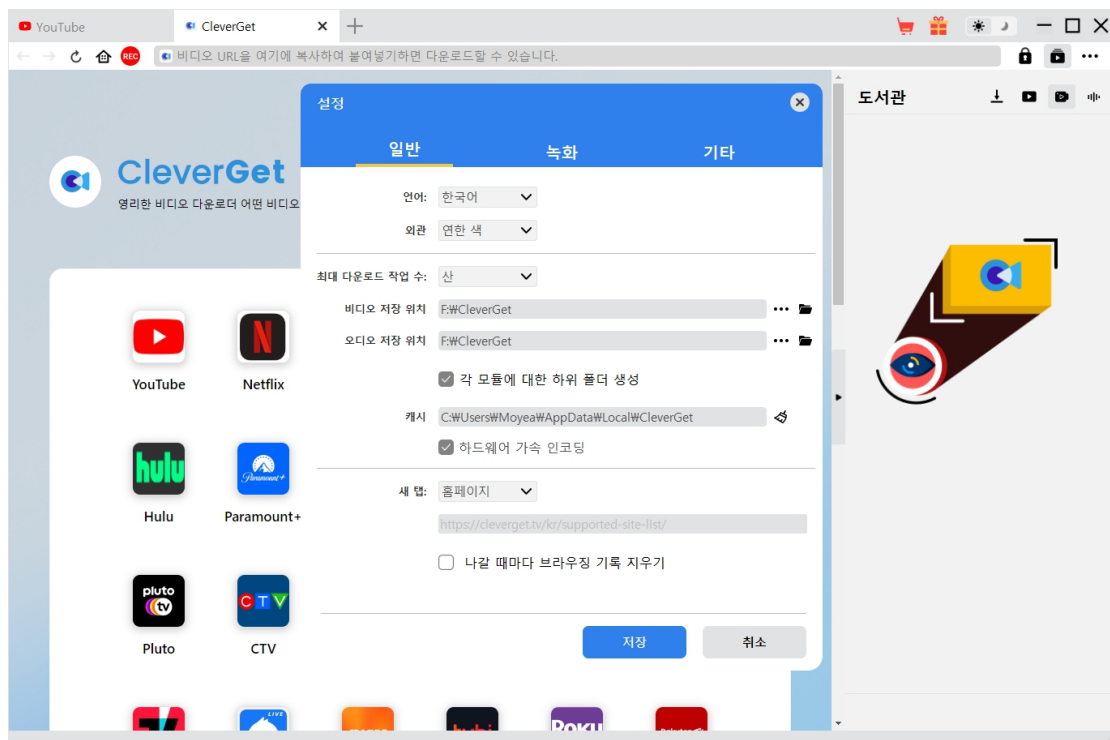 YouTube
CleverGet
REC
비디오 URL을 여기에 복사하여 붙여넣기하면 다운로드할 수 있습니다.
CleverGet
영리한 비디오 다운로더 어떤 비디오
YouTube
Netflix
hulu
Paramount+
Hulu
Paramount+
pluto
tv
CTV
Pluto
CTV
LIVE
설정
일반
녹화
기타
언어:
한국어
외관
연한 색
최대 다운로드 작업 수:
산
비디오 저장 위치
F:₩CleverGet
오디오 저장 위치
F:₩CleverGet
각 모듈에 대한 하위 폴더 생성
캐시
C:₩Users₩Moyea₩AppData₩Local₩CleverGet
하드웨어 가속 인코딩
새 탭:
홈페이지
https://cleverget.tv/kr/supported-site-list/
나갈 때마다 브라우징 기록 지우기
저장
취소
도서관